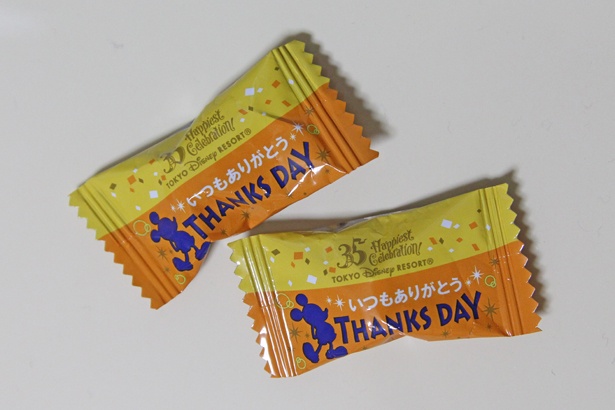 35 Happiest
Celebration!
TOKYO Disney RESORT®
いつもありがとう
THANKS DAY
35 Happiest
Celebration!
TOKYO Disney RESORT®
いつもありがとう
THANKS DAY